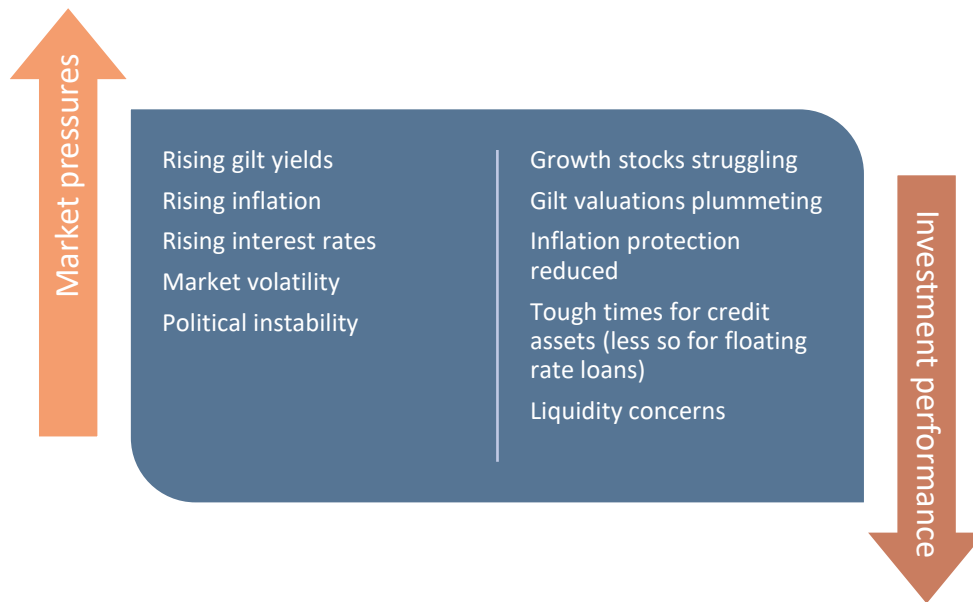 Market pressures
Rising gilt yields
Rising inflation
Rising interest rates
Market volatility
Political instability
Growth stocks struggling
Gilt valuations plummeting
Inflation protection
reduced
Tough times for credit
assets (less so for floating
rate loans)
Liquidity concerns
Investment performance